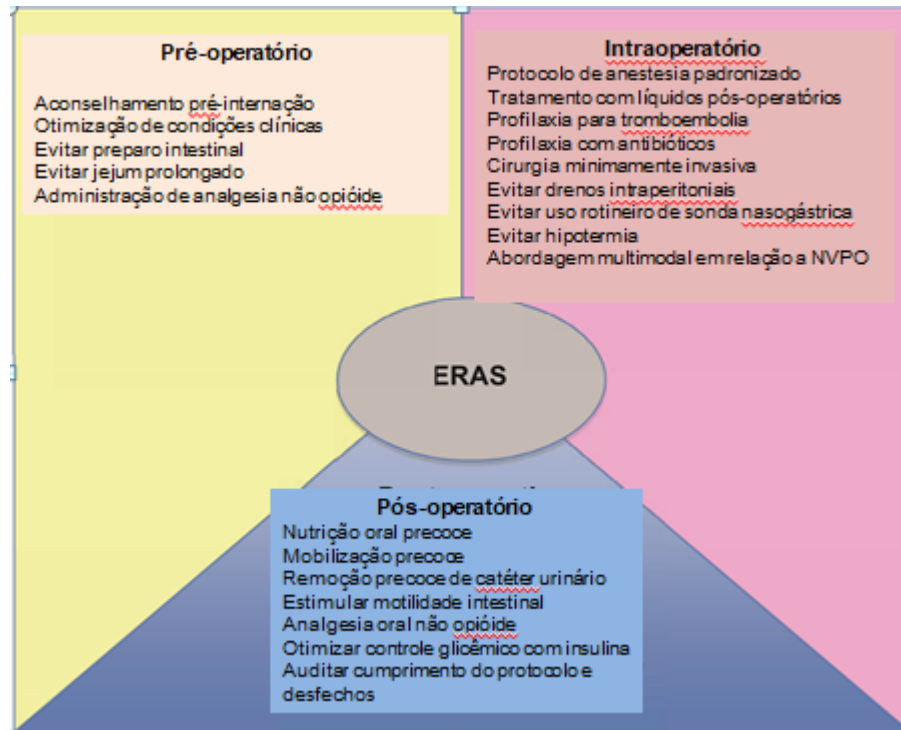 Pré-operatório
Aconselhamento pré-internação
Otimização de condições clínicas
Evitar preparo intestinal
Evitar jejum prolongado
Administração de analgesia não opióide
Intraoperatório
Protocolo de anestesia padronizado
Tratamento com líquidos pós-operatórios
Profilaxia para tromboembolia
Profilaxia com antibióticos
Cirurgia minimamente invasiva
Evitar drenos intraperitoniais
Evitar uso rotineiro de sonda nasogástrica
Evitar hipotermia
Abordagem multimodal em relação a NVPO
ERAS
Pós-operatório
Nutrição oral precoce
Mobilização precoce
Remoção precoce de catéter urinário
Estimular motilidade intestinal
Analgesia oral não opióide
Otimizar controle glicêmico com insulina
Auditar cumprimento do protocolo e
desfechos